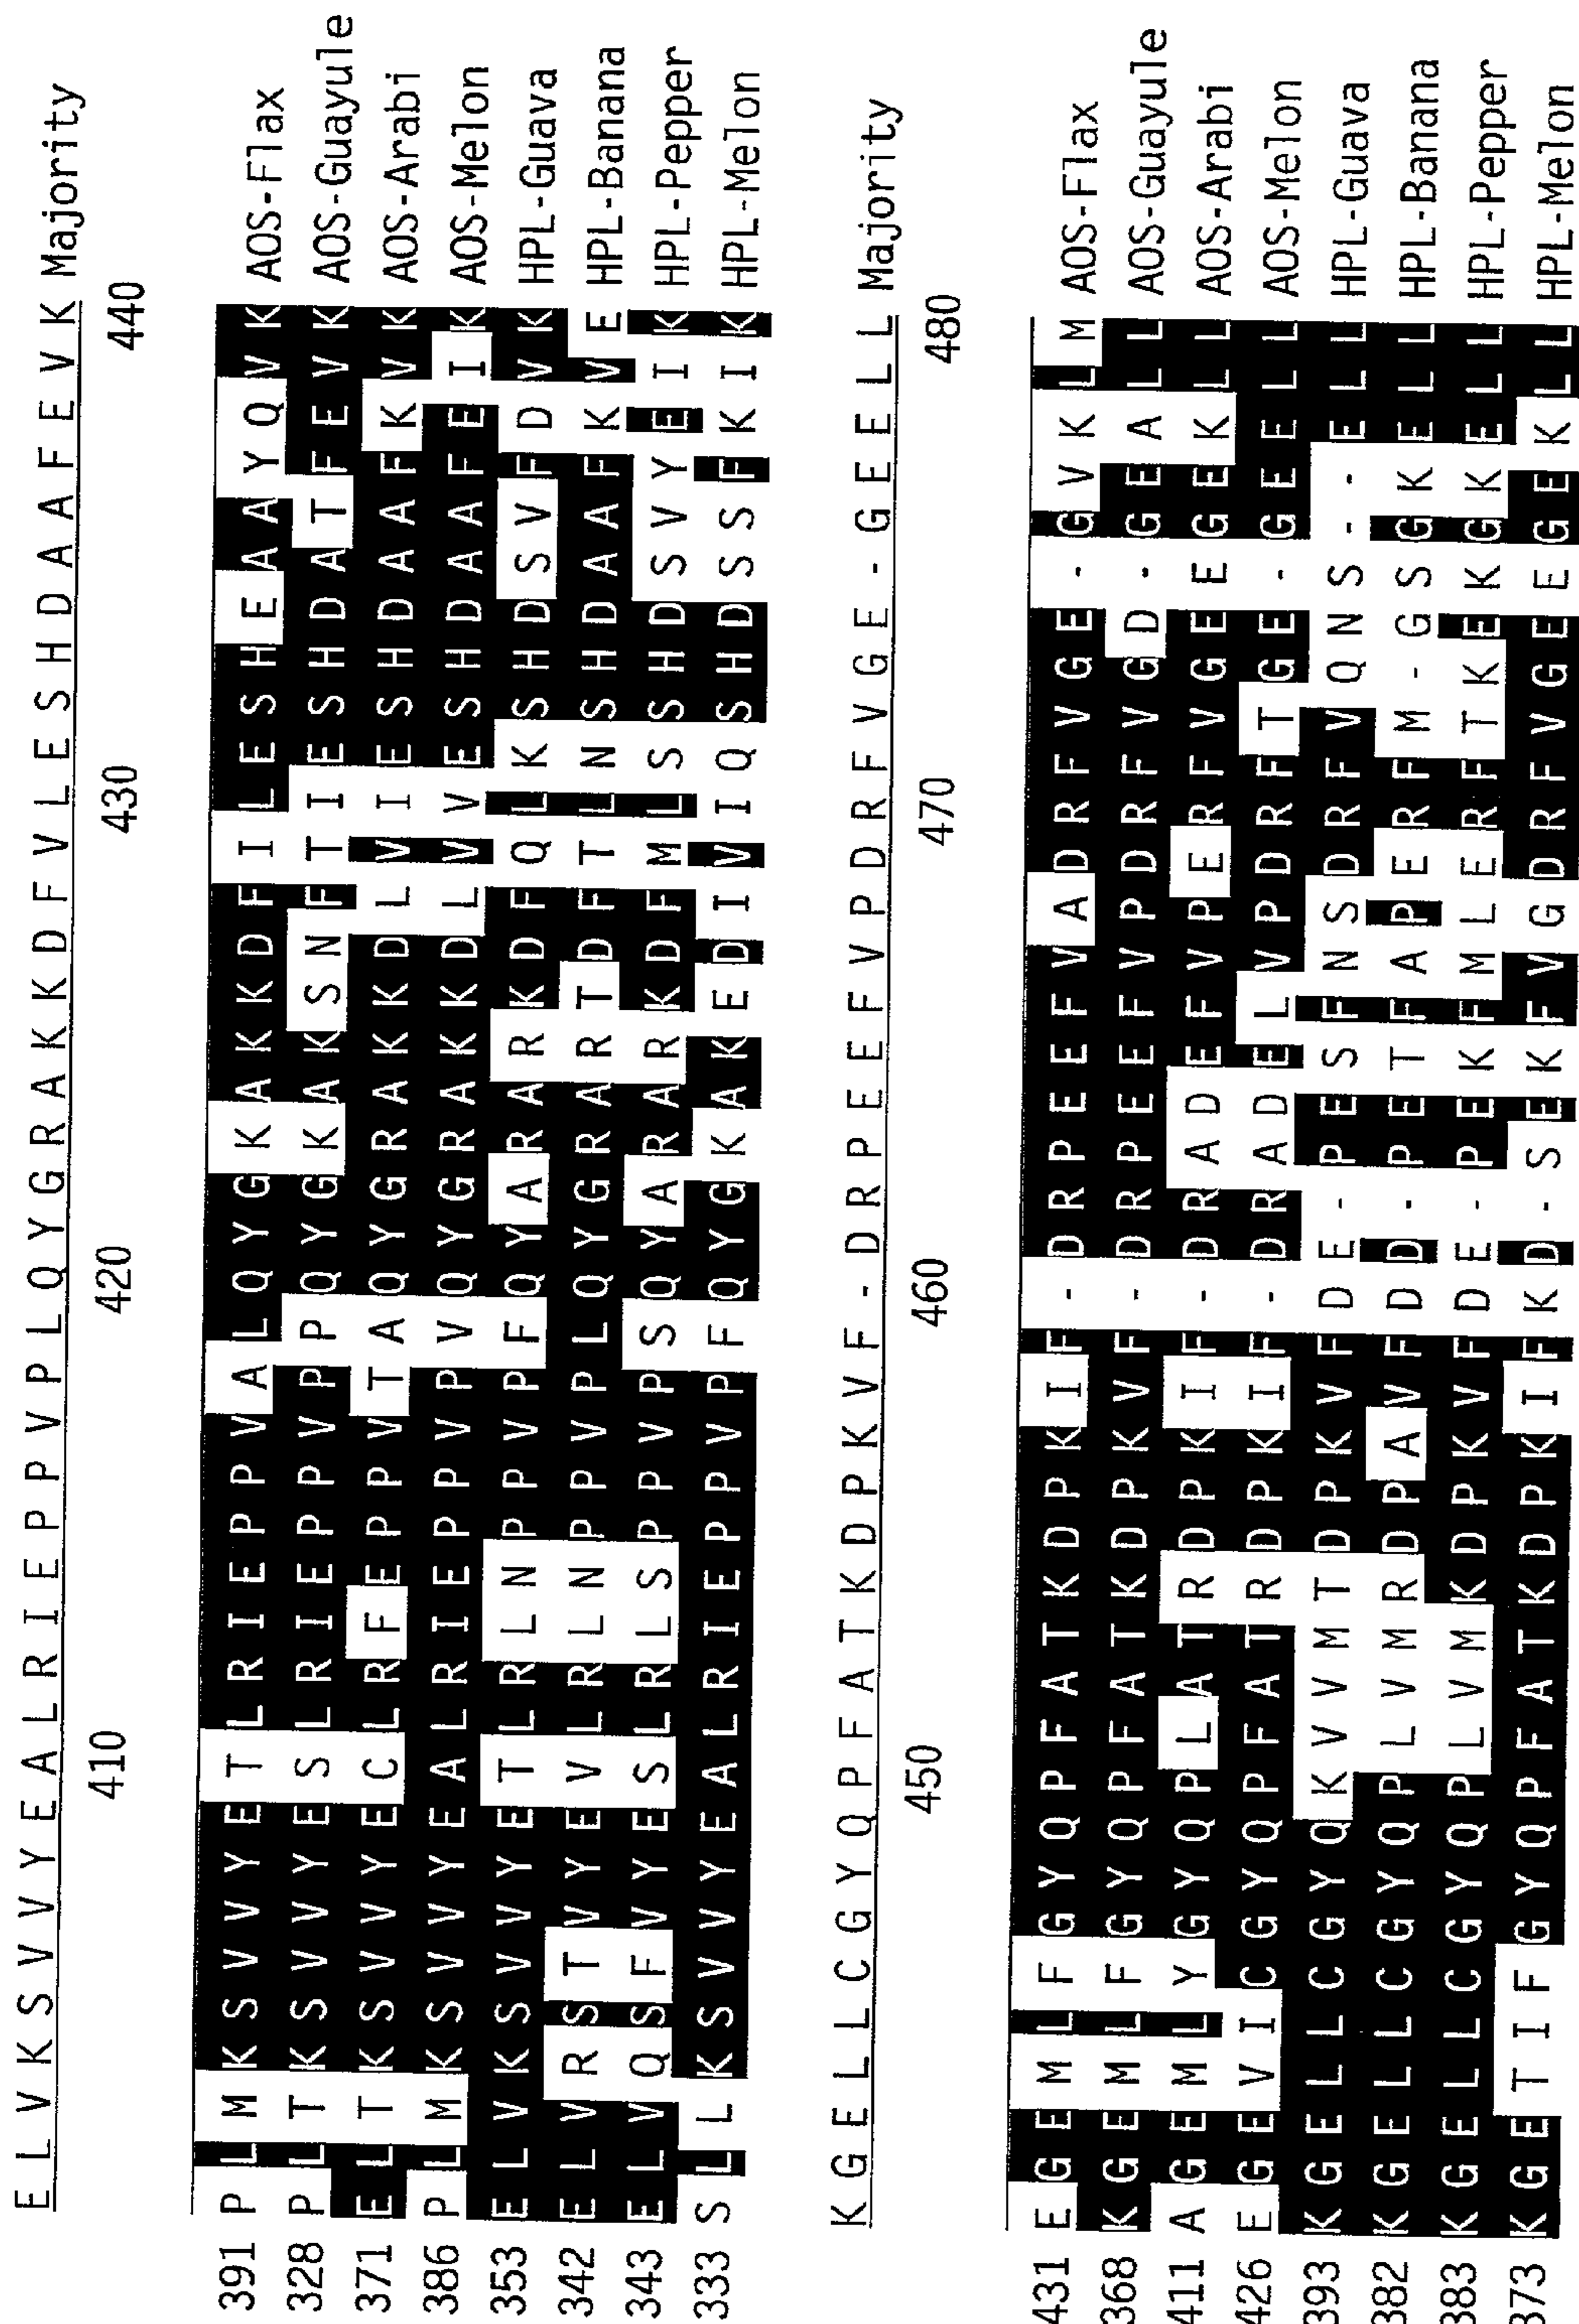 E L V K S V V Y E A L R I E P P V P L Q Y G R A K K D F V L E S H D A A F E V K Majority
410 420 430 440
391 P L M K S V V Y E T L R I E P P V A L Q Y G K A K K D F I L E S H E A A Y Q V K AOS-Flax
328 P L T K S V V Y E S L R I E P P V P P Q Y G K A K S N F T I E S H D A T F E V K AOS-Guayule
371 E L T K S V V Y E C L R F E P P V T A Q Y G R A K K D L V I E S H D A A F K V K AOS-Arabi
386 P L M K S V V Y E A L R I E P P V P V Q Y G R A K K D L V V E S H D A A F E I K AOS-Melon
353 E L V K S V V Y E T L R L N P P V P F Q Y A R A R K D F Q L K S H D S V F D V K HPL-Guava
342 E L V R S T V Y E V L R L N P P V P L Q Y G R A R T D F T L N S H D A A F K V E HPL-Banana
343 E L V Q S F V Y E S L R L S P P V P S Q Y A R A R K D F M L S S H D S V Y E I K HPL-Pepper
333 S L L K S V V Y E A L R I E P P V P F Q Y G K A K E D I V I Q S H D S S F K I K HPL-Melon
K G E L L C G Y Q P F A T K D P K V F - D R P E E F V P D R F V G E - G E E L L Majority
450 460 470 480
431 E G E M L F G Y Q P F A T K D P K I F - D R P E E F V A D R F V G E - G V K L M AOS-Flax
368 K G E M L F G Y Q P F A T K D P K V F - D R P E E F V P D R F V G D - G E A L L AOS-Guayule
411 A G E M L Y G Y Q P L A T R D P K I F - D R A D E F V P E R F V G E E G E K L L AOS-Arabi
426 E G E V I C G Y Q P F A T R D P K I F - D R A D E L V P D R F T G E - G E E L L AOS-Melon
393 K G E L L C G Y Q K V V M T D P K V F D E - P E S F N S D R F V Q N S - - E L L HPL-Guava
382 K G E L L C G Y Q P L V M R D P A V F D D - P E T F A P E R F M - G S G K E L L HPL-Banana
383 K G E L L C G Y Q P L V M K D P K V F D E - P E K F M L E R F T K E K G K E L L HPL-Pepper
373 K G E T I F G Y Q P F A T K D P K I F K D - S E K F V G D R F V G E E G E K L L HPL-Melon